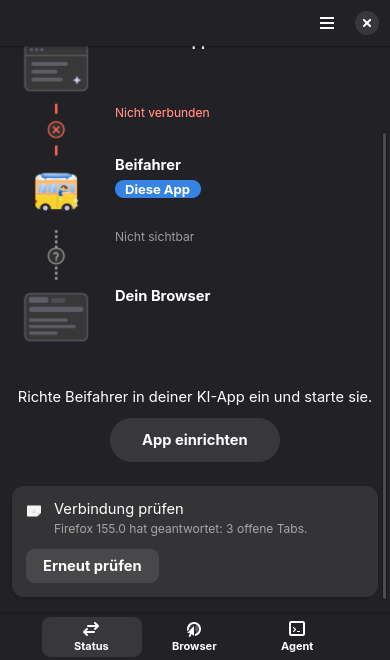 Nicht verbunden
Beifahrer
Diese App
Nicht sichtbar
?
Dein Browser
Richte Beifahrer in deiner KI-App ein und starte sie.
App einrichten
Verbindung prüfen
Firefox 155.0 hat geantwortet: 3 offene Tabs.
Erneut prüfen
Status
Browser
Agent